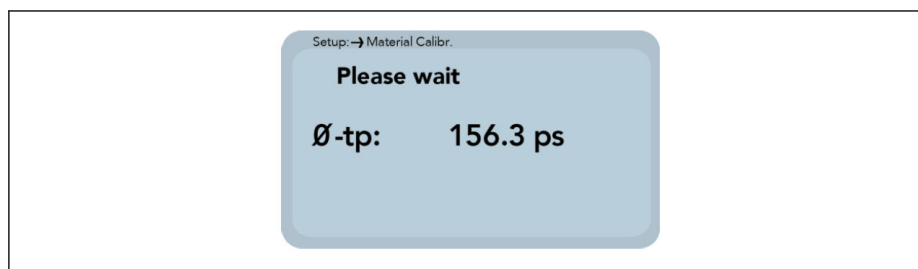 Setup:➔ Material Calibr.
Please wait
Ø-tp: 156.3 ps